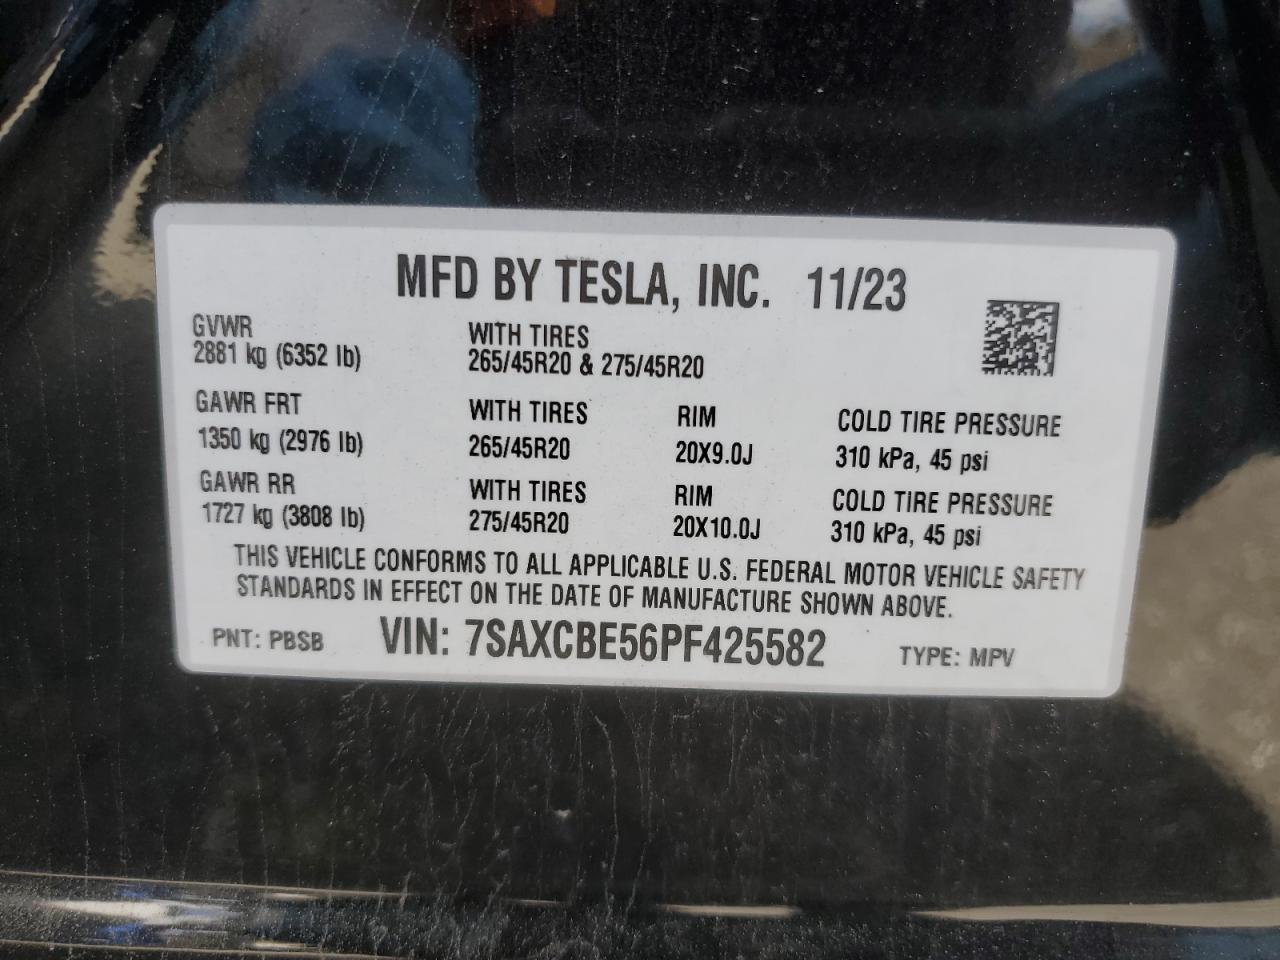 MFD BY TESLA, INC. 11/23
GVWR WITH TIRES
2881 kg (6352 lb) 265/45R20 & 275/45R20
GAWR FRT WITH TIRES RIM COLD TIRE PRESSURE
1350 kg (2976 lb) 265/45R20 20X9.0J 310 kPa, 45 psi
GAWR RR WITH TIRES RIM COLD TIRE PRESSURE
1727 kg (3808 lb) 275/45R20 20X10.0J 310 kPa, 45 psi
THIS VEHICLE CONFORMS TO ALL APPLICABLE U.S. FEDERAL MOTOR VEHICLE SAFETY
STANDARDS IN EFFECT ON THE DATE OF MANUFACTURE SHOWN ABOVE.
PNT: PBSB VIN: 7SAXCBE56PF425582 TYPE: MPV